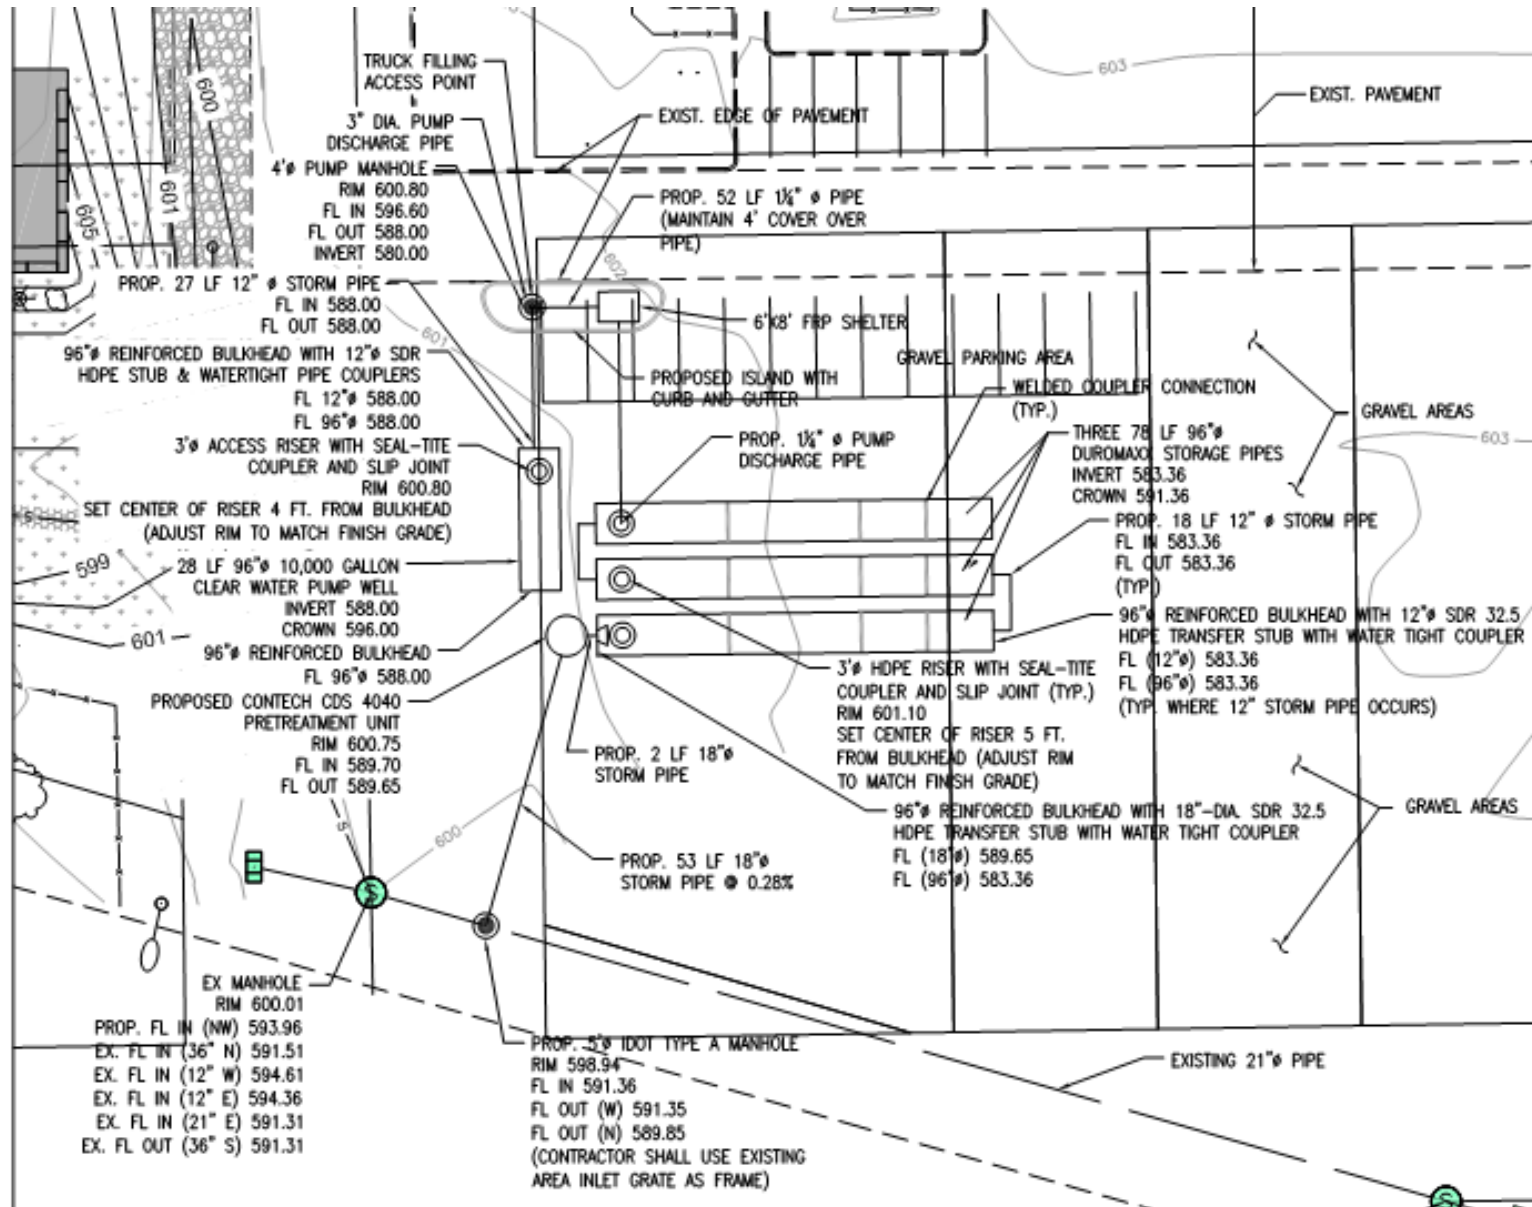 603
TRUCK FILLING
ACCESS POINT
EXIST. PAVEMENT
600
3" DIA. PUMP
DISCHARGE PIPE
EXIST. EDGE OF PAVEMENT
4'ø PUMP MANHOLE
RIM 600.80
FL IN 596.60
FL OUT 588.00
INVERT 580.00
601
605
PROP. 52 LF 1¼" ø PIPE
(MAINTAIN 4' COVER OVER
PIPE)
602
PROP. 27 LF 12" ø STORM PIPE
FL IN 588.00
FL OUT 588.00
601
6'X8' FRP SHELTER
96"ø REINFORCED BULKHEAD WITH 12"ø SDR
HDPE STUB & WATERTIGHT PIPE COUPLERS
FL 12"ø 588.00
FL 96"ø 588.00
PROPOSED ISLAND WITH
CURB AND GUTTER
GRAVEL PARKING AREA
WELDED COUPLER CONNECTION
(TYP.)
GRAVEL AREAS
603
3'ø ACCESS RISER WITH SEAL-TITE
COUPLER AND SLIP JOINT
RIM 600.80
SET CENTER OF RISER 4 FT. FROM BULKHEAD
(ADJUST RIM TO MATCH FINISH GRADE)
PROP. 1¼" ø PUMP
DISCHARGE PIPE
THREE 78 LF 96"ø
DUROMAXX STORAGE PIPES
INVERT 583.36
CROWN 591.36
PROP. 18 LF 12" ø STORM PIPE
FL IN 583.36
FL OUT 583.36
(TYP.)
S
599
28 LF 96"ø 10,000 GALLON
CLEAR WATER PUMP WELL
INVERT 588.00
CROWN 596.00
601
96"ø REINFORCED BULKHEAD
FL 96"ø 588.00
96"ø REINFORCED BULKHEAD WITH 12"ø SDR 32.5
HDPE TRANSFER STUB WITH WATER TIGHT COUPLER
FL (12"ø) 583.36
FL (96"ø) 583.36
(TYP. WHERE 12" STORM PIPE OCCURS)
PROPOSED CONTECH CDS 4040
PRETREATMENT UNIT
RIM 600.75
FL IN 589.70
FL OUT 589.65
3'ø HDPE RISER WITH SEAL-TITE
COUPLER AND SLIP JOINT (TYP.)
RIM 601.10
SET CENTER OF RISER 5 FT.
FROM BULKHEAD (ADJUST RIM
TO MATCH FINISH GRADE)
PROP. 2 LF 18"ø
STORM PIPE
GRAVEL AREAS
S
600
96"ø REINFORCED BULKHEAD WITH 18"-DIA. SDR 32.5
HDPE TRANSFER STUB WITH WATER TIGHT COUPLER
FL (18"ø) 589.65
FL (96"ø) 583.36
PROP. 53 LF 18"ø
STORM PIPE @ 0.28%
S
EX MANHOLE
RIM 600.01
PROP. FL IN (NW) 593.96
EX. FL IN (36" N) 591.51
EX. FL IN (12" W) 594.61
EX. FL IN (12" E) 594.36
EX. FL IN (21" E) 591.31
EX. FL OUT (36" S) 591.31
PROP. 5'ø IDOT TYPE A MANHOLE
RIM 598.94
FL IN 591.36
FL OUT (W) 591.35
FL OUT (N) 589.85
(CONTRACTOR SHALL USE EXISTING
AREA INLET GRATE AS FRAME)
EXISTING 21"ø PIPE
S